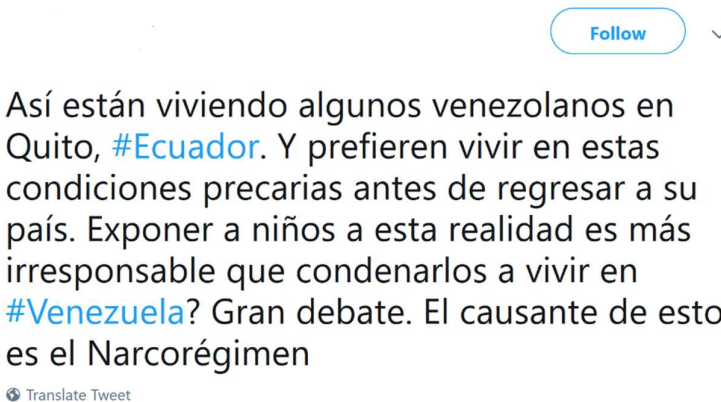 Follow
Así están viviendo algunos venezolanos en
Quito, #Ecuador. Y prefieren vivir en estas
condiciones precarias antes de regresar a su
país. Exponer a niños a esta realidad es más
irresponsable que condenarlos a vivir en
#Venezuela? Gran debate. El causante de esto
es el Narcorégimen
Translate Tweet